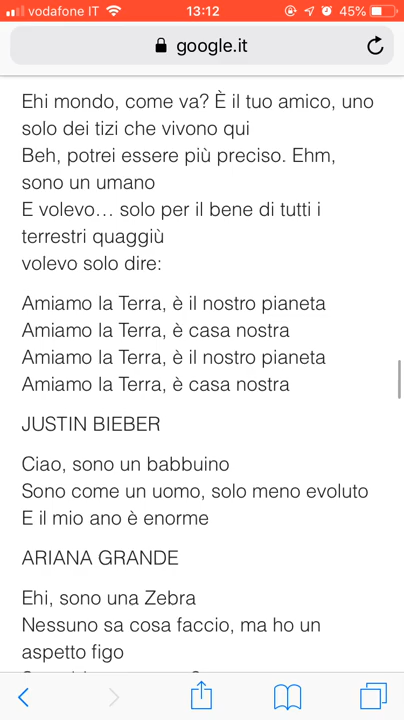 vodafone IT 13:12 45%
google.it
Ehi mondo, come va? È il tuo amico, uno
solo dei tizi che vivono qui
Beh, potrei essere più preciso. Ehm,
sono un umano
E volevo… solo per il bene di tutti i
terrestri quaggiù
volevo solo dire:
Amiamo la Terra, è il nostro pianeta
Amiamo la Terra, è casa nostra
Amiamo la Terra, è il nostro pianeta
Amiamo la Terra, è casa nostra
JUSTIN BIEBER
Ciao, sono un babbuino
Sono come un uomo, solo meno evoluto
E il mio ano è enorme
ARIANA GRANDE
Ehi, sono una Zebra
Nessuno sa cosa faccio, ma ho un
aspetto figo